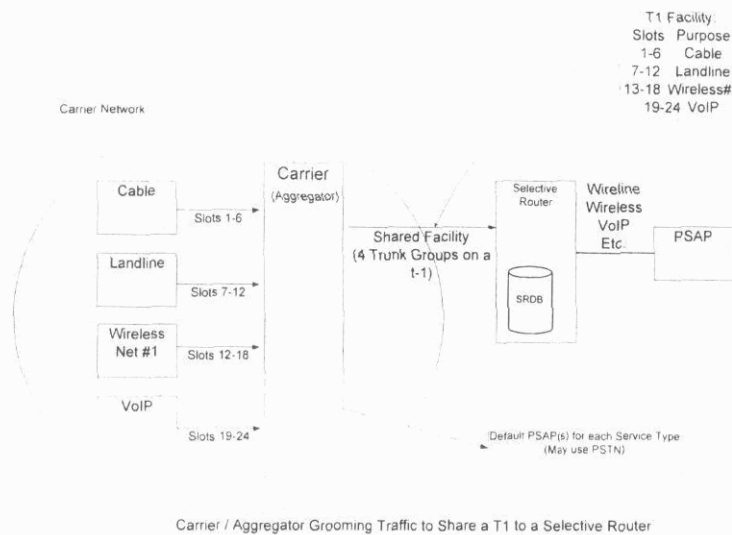 T1 Facility:
Slots Purpose
1-6 Cable
7-12 Landline
13-18 Wireless#
19-24 VoIP
Carrier Network
Cable
Slots 1-6
Landline
Slots 7-12
Wireless
Net #1
Slots 12-18
VoIP
Slots 19-24
Carrier
(Aggregator)
Shared Facility
(4 Trunk Groups on a
t-1)
Selective
Router
SRDB
Wireline
Wireless
VoIP
Etc.
PSAP
Default PSAP(s) for each Service Type
(May use PSTN)
Carrier / Aggregator Grooming Traffic to Share a T1 to a Selective Router